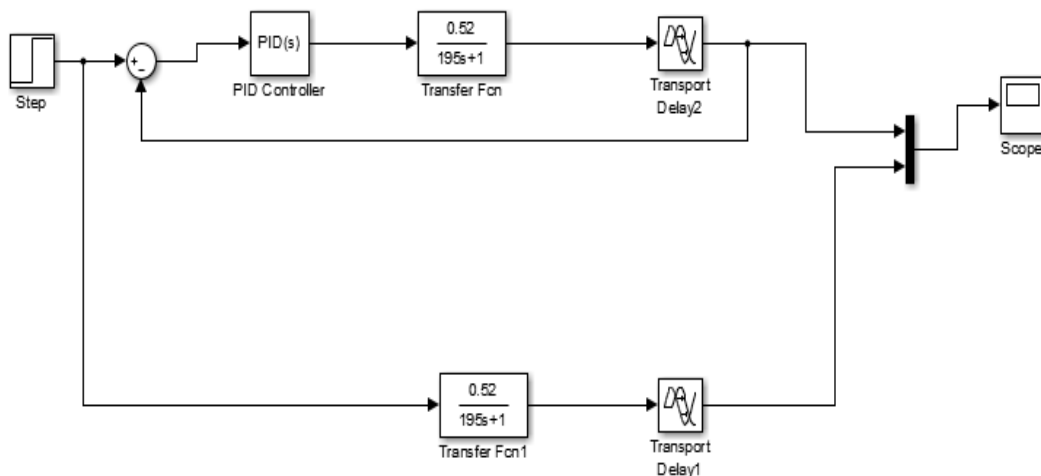 Step
+
−
PID(s)
PID Controller
0.52
195s+1
Transfer Fcn
Transport
Delay2
Scope
0.52
195s+1
Transfer Fcn1
Transport
Delay1